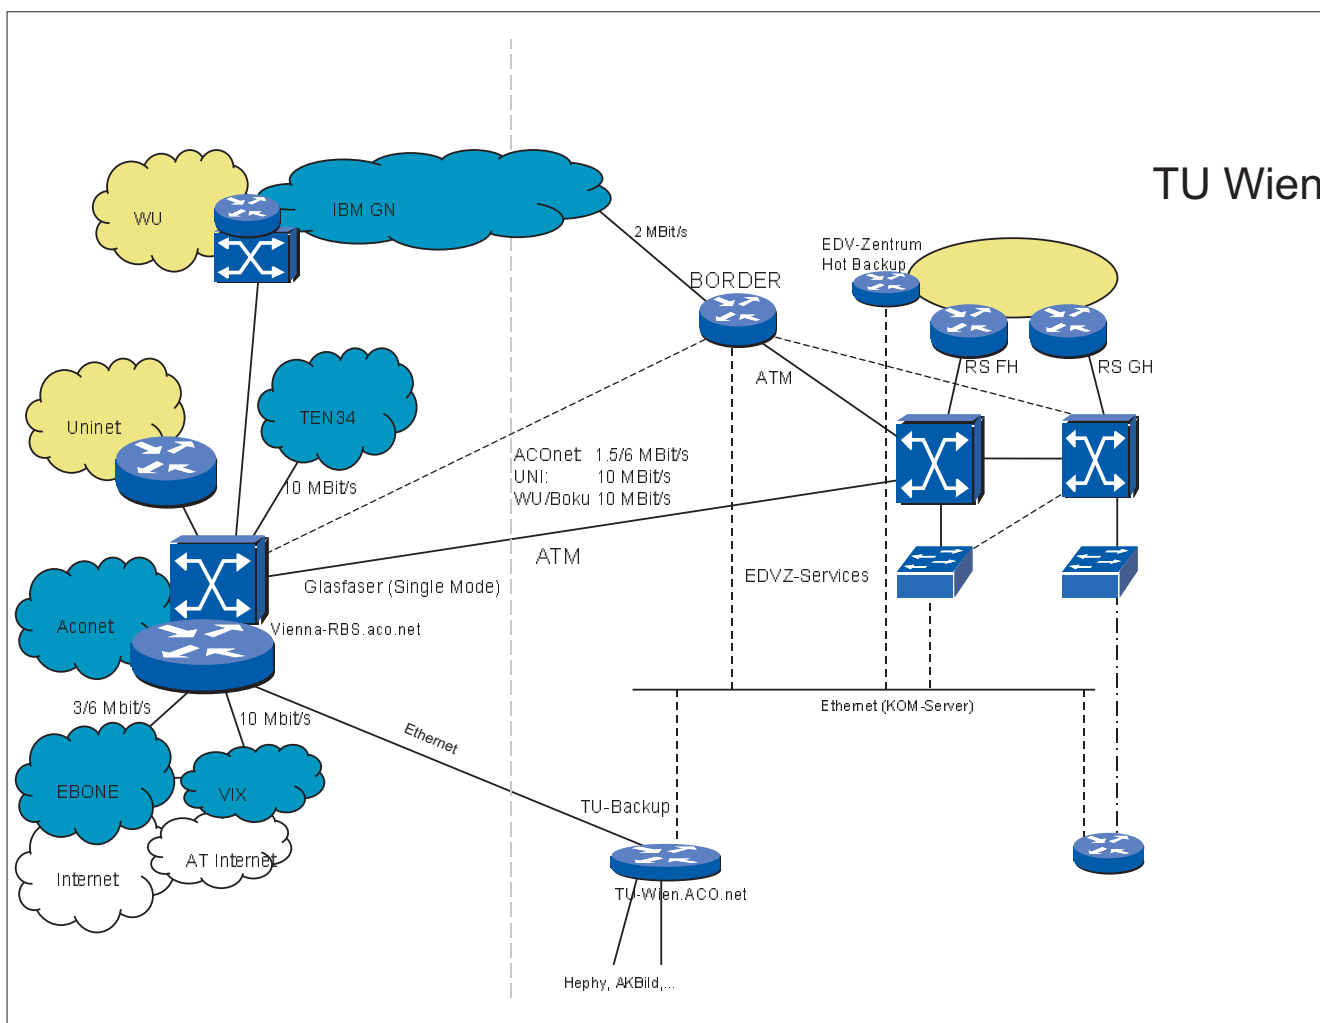 TU Wien
WU
IBM GN
2 MBit/s
EDV-Zentrum
Hot Backup
BORDER
RS FH
RS GH
ATM
Uninet
TEN34
10 MBit/s
ACOnet 1.5/6 MBit/s
UNI: 10 MBit/s
WU/Boku 10 MBit/s
ATM
Glasfaser (Single Mode)
EDVZ-Services
Aconet
Vienna-RBS.aco.net
3/6 Mbit/s
10 Mbit/s
Ethernet
Ethernet (KOM-Server)
EBONE
VIX
TU-Backup
AT Internet
Internet
TU-Wien.ACO.net
Hephy, AKBild,...